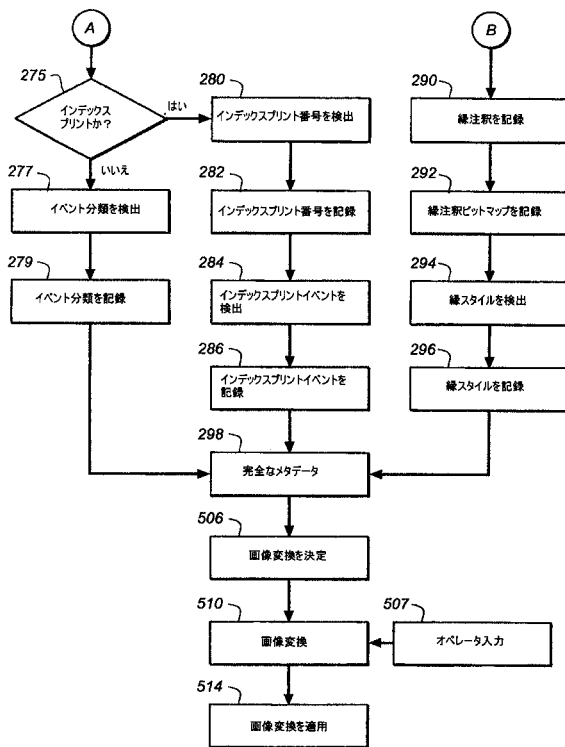 A
B
275
インデックス
プリントか?
はい
いいえ
280
インデックスプリント番号を検出
290
縁注釈を記録
277
イベント分類を検出
282
インデックスプリント番号を記録
292
縁注釈ビットマップを記録
279
イベント分類を記録
284
インデックスプリントイベントを
検出
294
縁スタイルを検出
286
インデックスプリントイベントを
記録
296
縁スタイルを記録
298
完全なメタデータ
506
画像変換を決定
510
画像変換
507
オペレータ入力
514
画像変換を適用